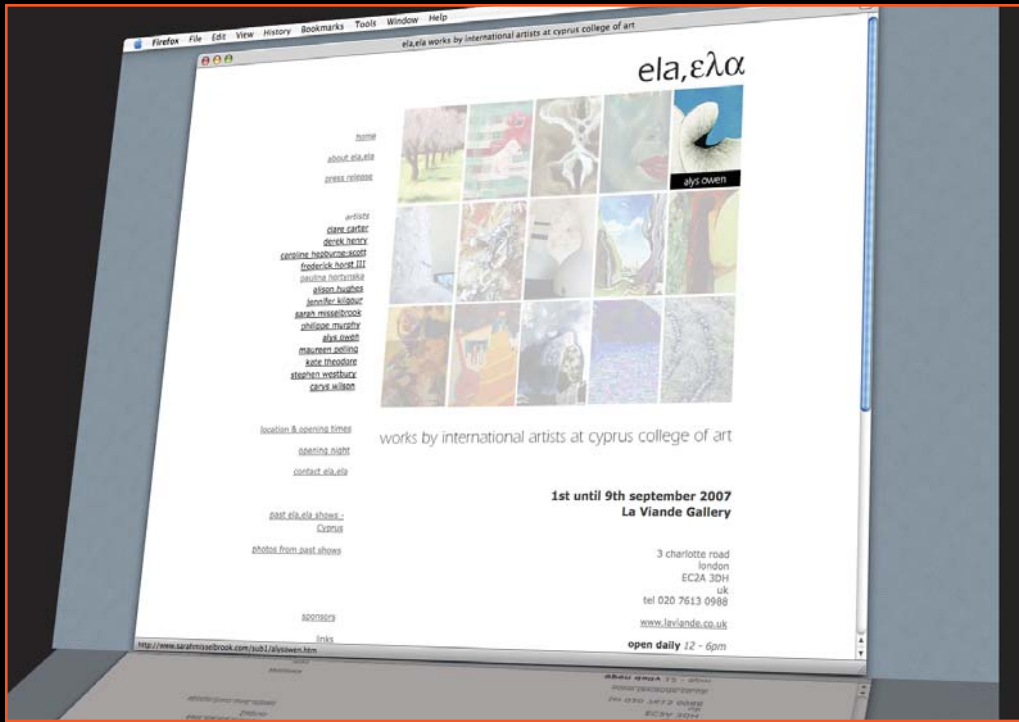 Firefox File Edit View History Bookmarks Tools Window Help
ela,ela works by international artists at cyprus college of art
ela,ελα
alys owen
home
about ela,ela
press release
artists
clare carter
derek henry
caroline hepburne-scott
frederick horst III
paulina hortynska
alison hughes
jennifer kilgour
sarah misselbrook
philippe murphy
alys owen
maureen pelling
kate theodore
stephen westbury
carys wilson
location & opening times
opening night
contact ela,ela
past ela,ela shows -
Cyprus
photos from past shows
sponsors
links
works by international artists at cyprus college of art
1st until 9th september 2007
La Viande Gallery
3 charlotte road
london
EC2A 3DH
uk
tel 020 7613 0988
www.laviande.co.uk
open daily 12 - 6pm
http://www.sarahmisselbrook.com/sub1/alysowen.htm